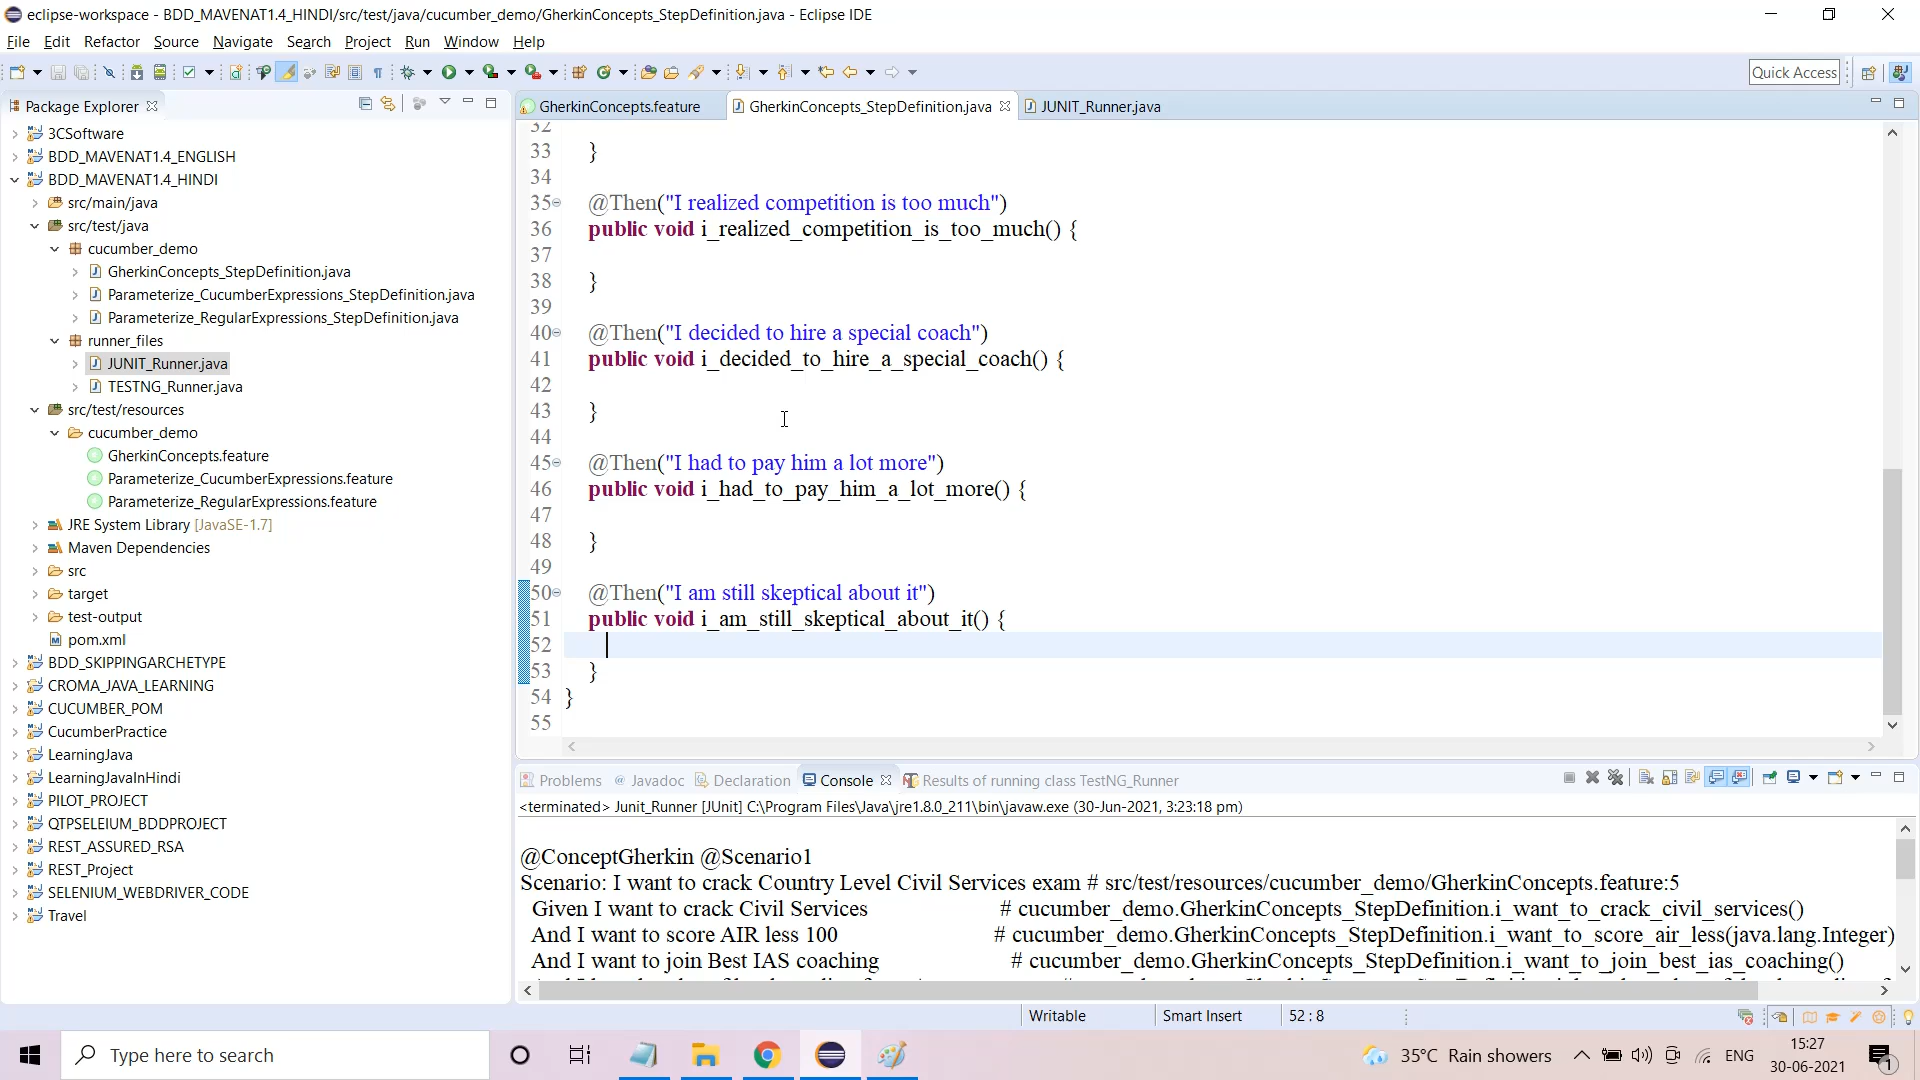 eclipse-workspace - BDD_MAVENAT1.4_HINDI/src/test/java/cucumber_demo/GherkinConcepts_StepDefinition.java - Eclipse IDE
File Edit Refactor Source Navigate Search Project Run Window Help
Quick Access
Package Explorer
3CSoftware
BDD_MAVENAT1.4_ENGLISH
BDD_MAVENAT1.4_HINDI
src/main/java
src/test/java
cucumber_demo
GherkinConcepts_StepDefinition.java
Parameterize_CucumberExpressions_StepDefinition.java
Parameterize_RegularExpressions_StepDefinition.java
runner_files
JUNIT_Runner.java
TESTNG_Runner.java
src/test/resources
cucumber_demo
GherkinConcepts.feature
Parameterize_CucumberExpressions.feature
Parameterize_RegularExpressions.feature
JRE System Library [JavaSE-1.7]
Maven Dependencies
src
target
test-output
pom.xml
BDD_SKIPPINGARCHETYPE
CROMA_JAVA_LEARNING
CUCUMBER_POM
CucumberPractice
LearningJava
LearningJavaInHindi
PILOT_PROJECT
QTPSELEIUM_BDDPROJECT
REST_ASSURED_RSA
REST_Project
SELENIUM_WEBDRIVER_CODE
Travel
GherkinConcepts.feature GherkinConcepts_StepDefinition.java JUNIT_Runner.java
32
33 }
34
35 @Then("I realized competition is too much")
36 public void i_realized_competition_is_too_much() {
37
38 }
39
40 @Then("I decided to hire a special coach")
41 public void i_decided_to_hire_a_special_coach() {
42
43 }
44
45 @Then("I had to pay him a lot more")
46 public void i_had_to_pay_him_a_lot_more() {
47
48 }
49
50 @Then("I am still skeptical about it")
51 public void i_am_still_skeptical_about_it() {
52
53 }
54 }
55
Problems Javadoc Declaration Console Results of running class TestNG_Runner
<terminated> Junit_Runner [JUnit] C:\Program Files\Java\jre1.8.0_211\bin\javaw.exe (30-Jun-2021, 3:23:18 pm)
@ConceptGherkin @Scenario1
Scenario: I want to crack Country Level Civil Services exam # src/test/resources/cucumber_demo/GherkinConcepts.feature:5
Given I want to crack Civil Services # cucumber_demo.GherkinConcepts_StepDefinition.i_want_to_crack_civil_services()
And I want to score AIR less 100 # cucumber_demo.GherkinConcepts_StepDefinition.i_want_to_score_air_less(java.lang.Integer)
And I want to join Best IAS coaching # cucumber_demo.GherkinConcepts_StepDefinition.i_want_to_join_best_ias_coaching()
Writable Smart Insert 52 : 8
Type here to search
35°C Rain showers
ENG
15:27
30-06-2021
1